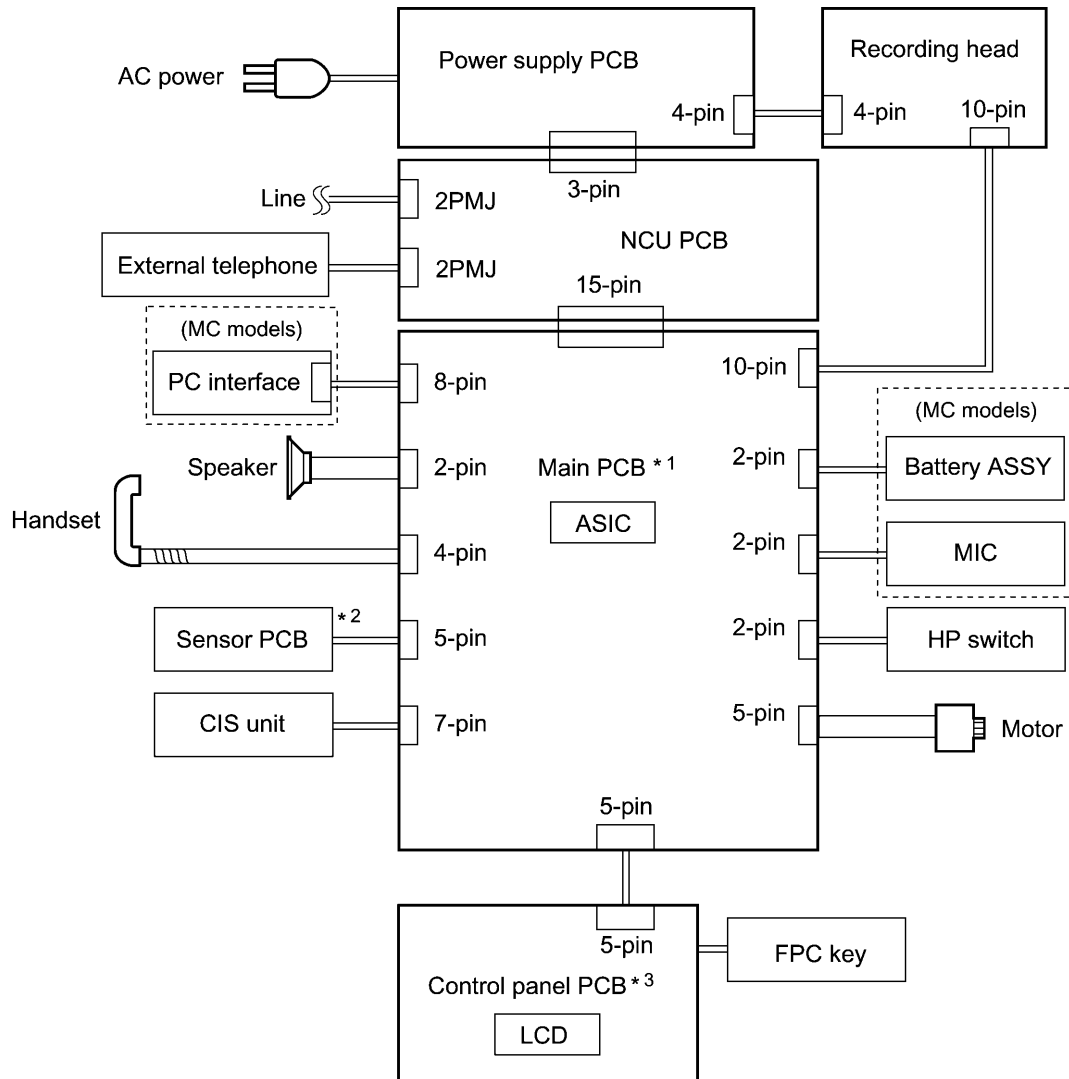 AC power
Power supply PCB
4-pin
Recording head
4-pin
10-pin
3-pin
Line
2PMJ
NCU PCB
External telephone
2PMJ
15-pin
(MC models)
PC interface
8-pin
10-pin
(MC models)
Speaker
2-pin
Main PCB *1
ASIC
2-pin
Battery ASSY
Handset
4-pin
2-pin
MIC
Sensor PCB
*2
5-pin
2-pin
HP switch
CIS unit
7-pin
5-pin
Motor
5-pin
5-pin
Control panel PCB*3
LCD
FPC key